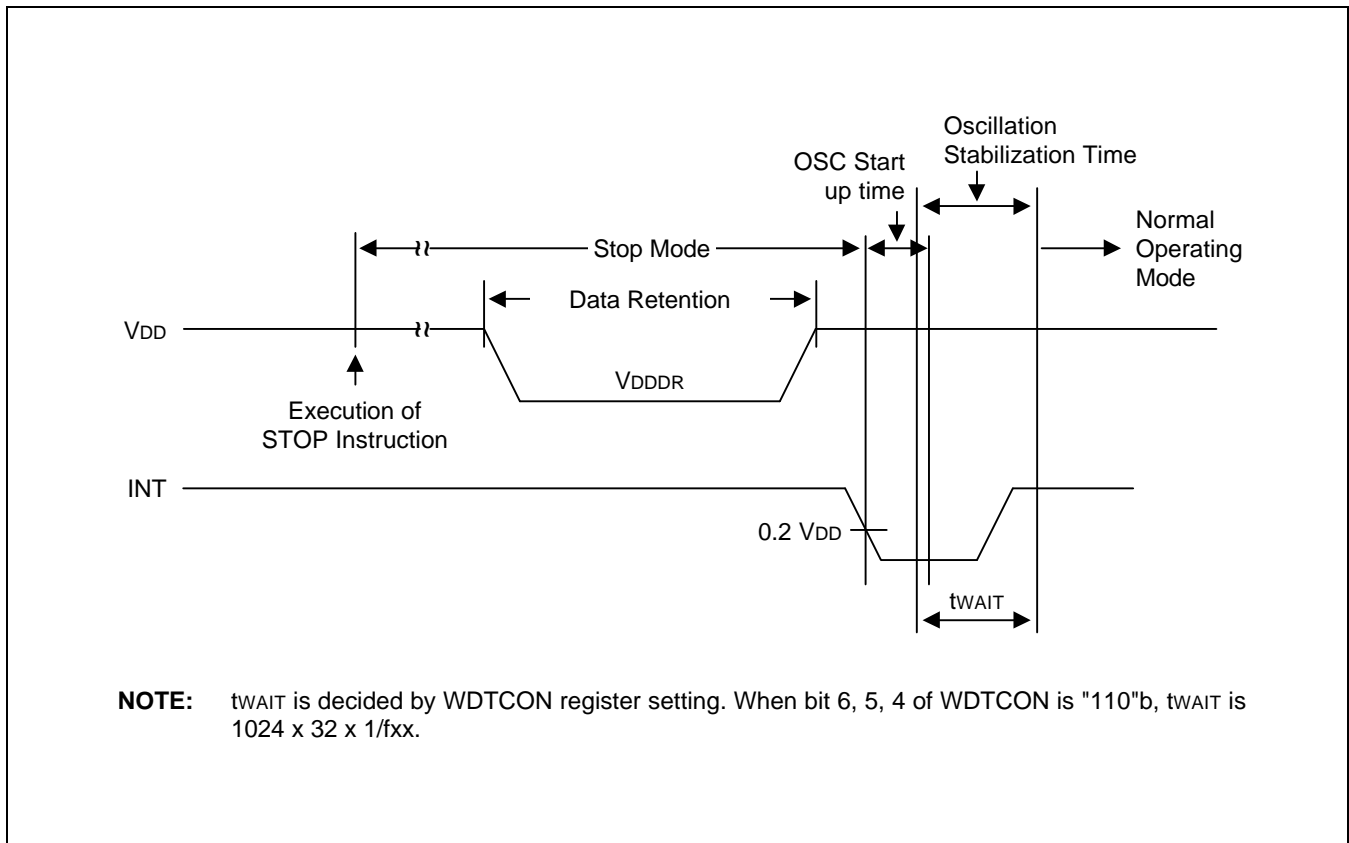 Oscillation
Stabilization Time
OSC Start
up time
Normal
Operating
Mode
Stop Mode
Data Retention
VDD
VDDDR
Execution of
STOP Instruction
INT
0.2 VDD
tWAIT
NOTE: tWAIT is decided by WDTCON register setting. When bit 6, 5, 4 of WDTCON is "110"b, tWAIT is
1024 x 32 x 1/fxx.